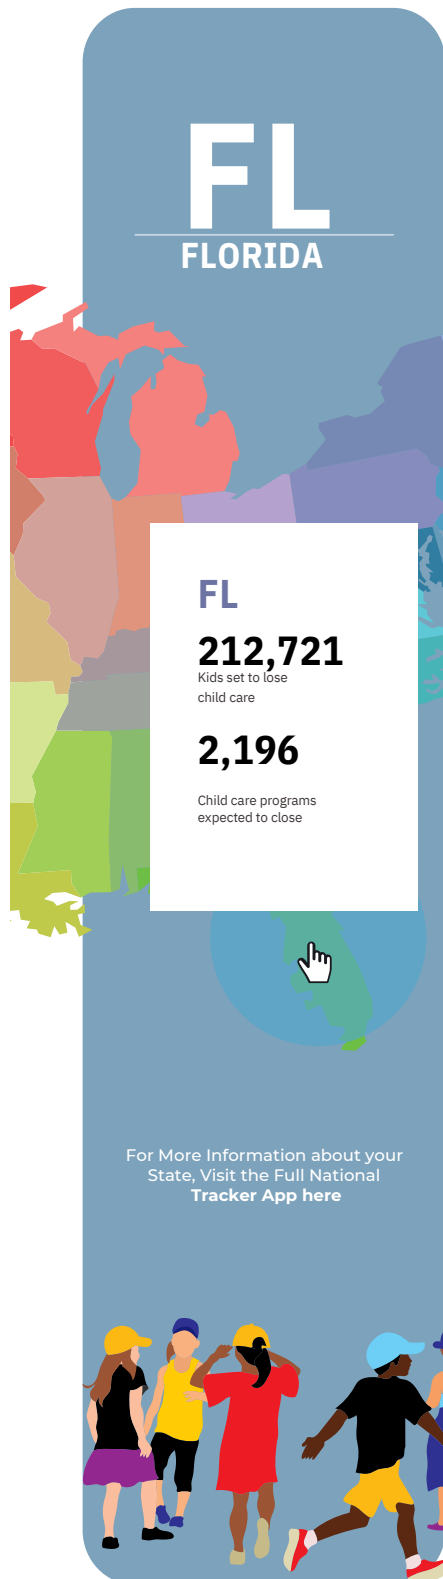 FL
FLORIDA
FL
212,721
Kids set to lose
child care
2,196
Child care programs
expected to close
For More Information about your
State, Visit the Full National
Tracker App here